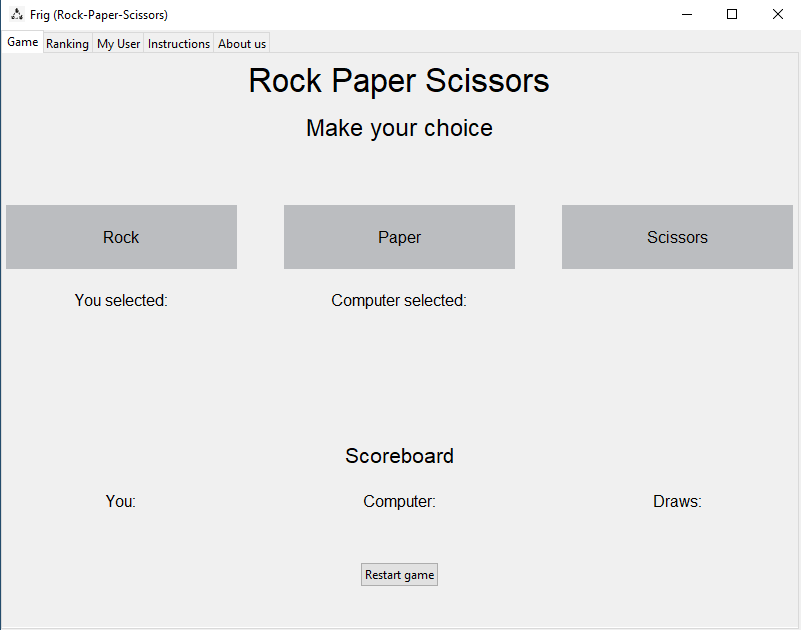 Frig (Rock-Paper-Scissors)
Game Ranking My User Instructions About us
Rock Paper Scissors
Make your choice
Rock Paper Scissors
You selected: Computer selected:
Scoreboard
You: Computer: Draws:
Restart game